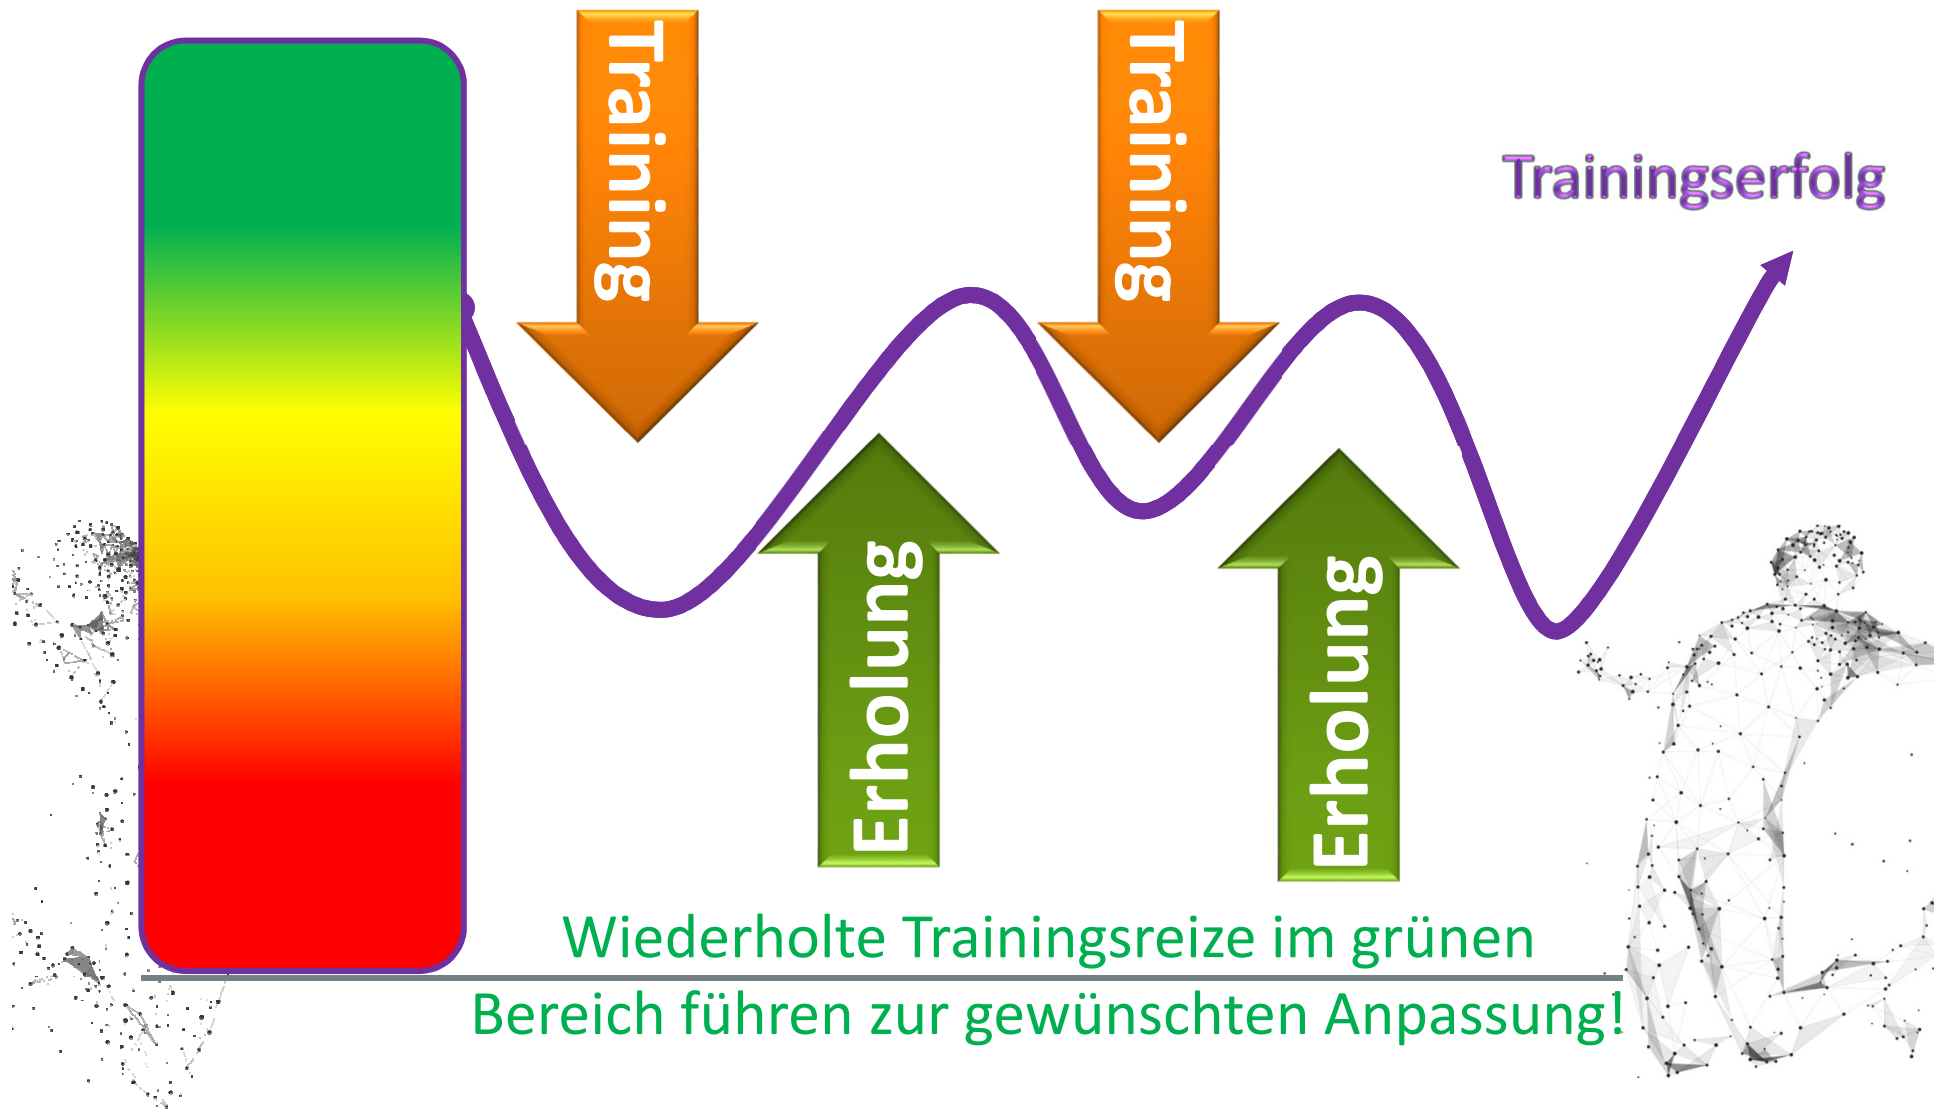 Training
Training
Trainingserfolg
Erholung
Erholung
Wiederholte Trainingsreize im grünen
Bereich führen zur gewünschten Anpassung!